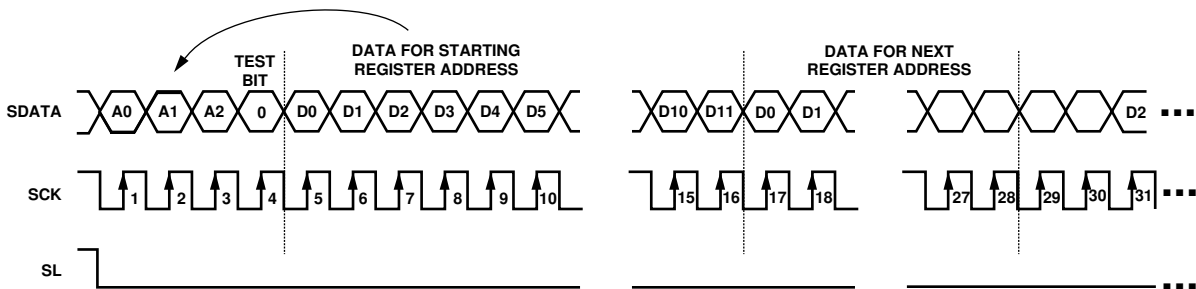 TEST
BIT
DATA FOR STARTING
REGISTER ADDRESS
DATA FOR NEXT
REGISTER ADDRESS
SDATA A0 A1 A2 0 D0 D1 D2 D3 D4 D5 D10 D11 D0 D1 D2 ...
SCK 1 2 3 4 5 6 7 8 9 10 15 16 17 18 27 28 29 30 31 ...
SL ...